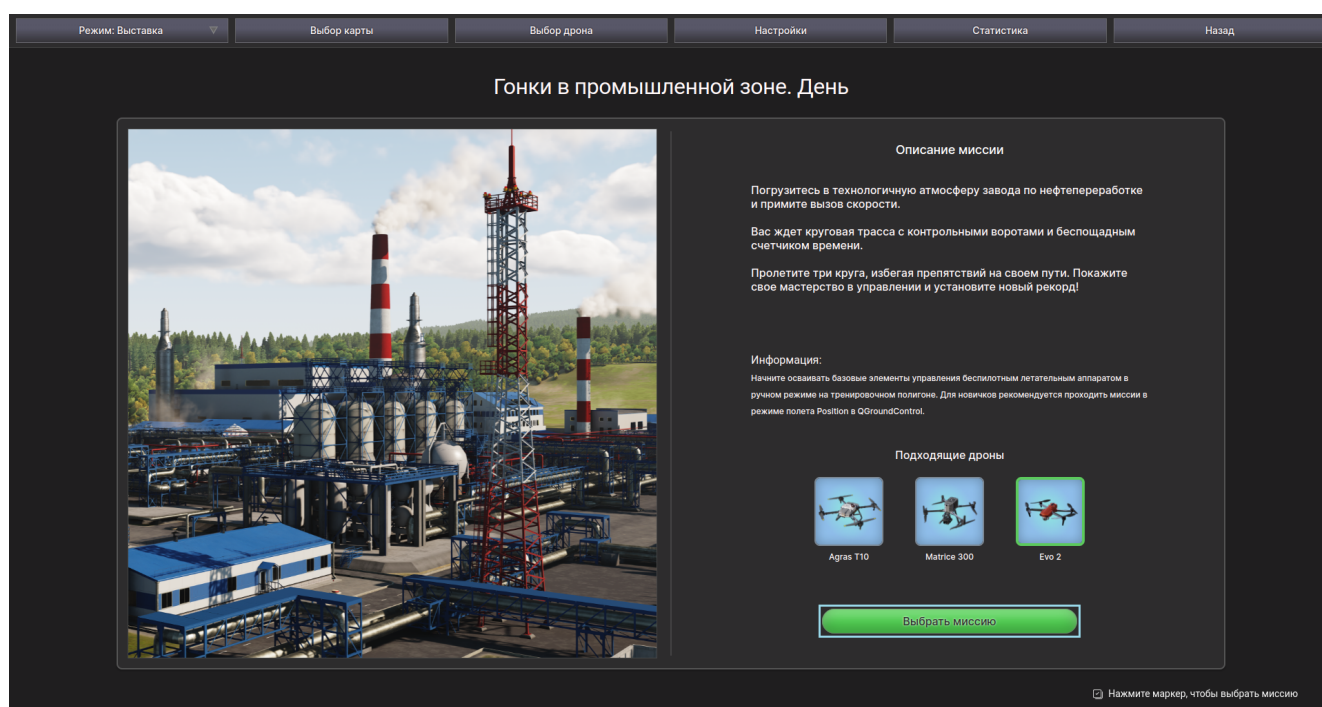 Режим: Выставка
Выбор карты
Выбор дрона
Настройки
Статистика
Назад
Гонки в промышленной зоне. День
Описание миссии
Погрузитесь в технологичную атмосферу завода по нефтепереработке
и примите вызов скорости.
Вас ждет круговая трасса с контрольными воротами и беспощадным
счетчиком времени.
Пролетите три круга, избегая препятствий на своем пути. Покажите
свое мастерство в управлении и установите новый рекорд!
Информация:
Начните осваивать базовые элементы управления беспилотным летательным аппаратом в
ручном режиме на тренировочном полигоне. Для новичков рекомендуется проходить миссии в
режиме полета Position в QGroundControl.
Подходящие дроны
Agras T10
Matrice 300
Evo 2
Выбрать миссию
Нажмите маркер, чтобы выбрать миссию